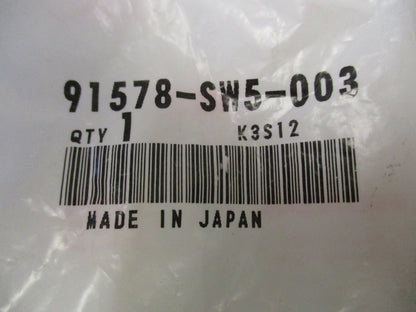 91578-SW5-003
QTY 1 K3S12
MADE IN JAPAN